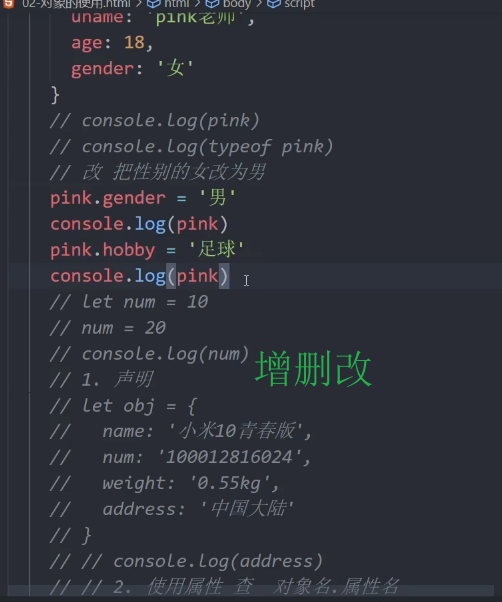 02-对象的使用.html > html > body > script
uname: 'pink老师',
age: 18,
gender: '女'
}
// console.log(pink)
// console.log(typeof pink)
// 改 把性别的女改为男
pink.gender = '男'
console.log(pink)
pink.hobby = '足球'
console.log(pink)
// let num = 10
// num = 20
// console.log(num)
增删改
// 1. 声明
// let obj = {
//   name: '小米10青春版',
//   num: '100012816024',
//   weight: '0.55kg',
//   address: '中国大陆'
// }
// // console.log(address)
// // 2. 使用属性 查  对象名.属性名